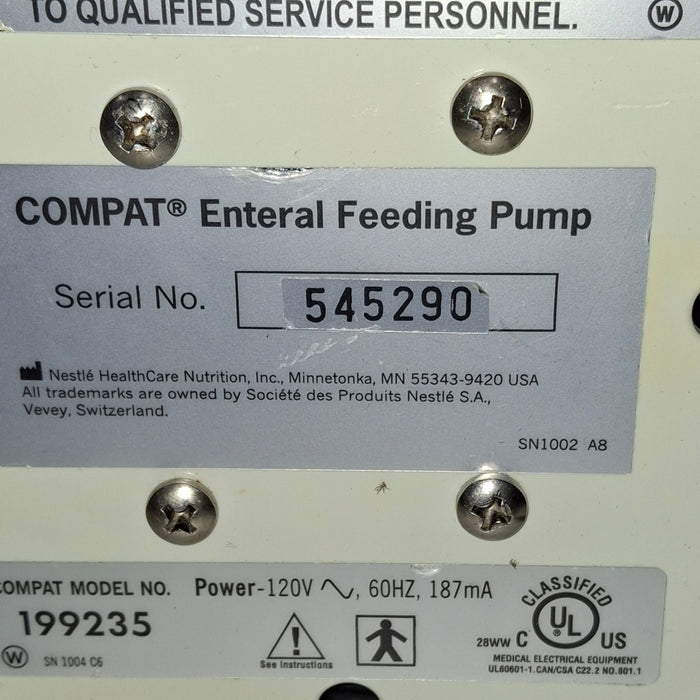 TO QUALIFIED SERVICE PERSONNEL.
W
COMPAT® Enteral Feeding Pump
Serial No. 545290
Nestlé HealthCare Nutrition, Inc., Minnetonka, MN 55343-9420 USA
All trademarks are owned by Société des Produits Nestlé S.A.,
Vevey, Switzerland.
SN1002 A8
COMPAT MODEL NO. Power-120V ∿, 60HZ, 187mA
199235
W SN 1004 C6
See Instructions
CLASSIFIED
28WW C UL US
MEDICAL ELECTRICAL EQUIPMENT
UL60601-1.CAN/CSA C22.2 NO.601.1